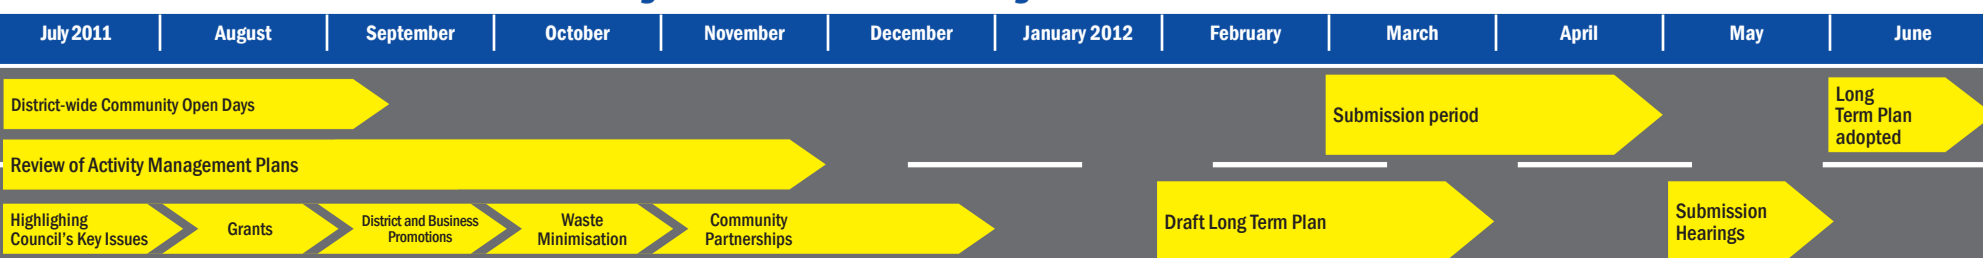 July 2011 August September October November December January 2012 February March April May June
District-wide Community Open Days
Submission period
Long
Term Plan
adopted
Review of Activity Management Plans
Highlighing
Council's Key Issues
Grants
District and Business
Promotions
Waste
Minimisation
Community
Partnerships
Draft Long Term Plan
Submission
Hearings